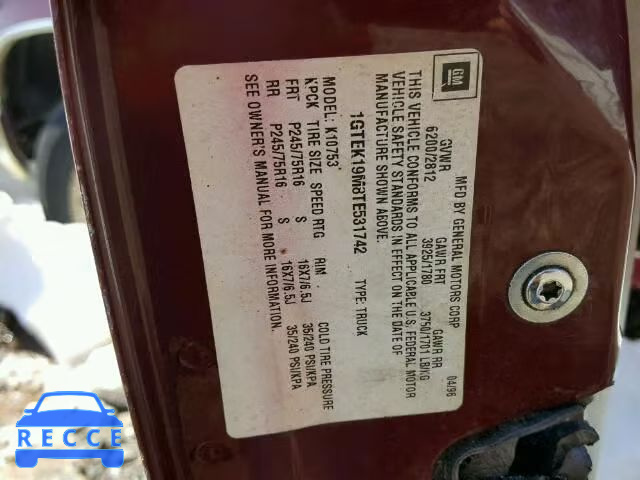 GM
MFD BY GENERAL MOTORS CORP 04/96
GVWR GAWR FRT GAWR RR
6200/2812 3925/1780 3750/1701 LB/KG
THIS VEHICLE CONFORMS TO ALL APPLICABLE U.S. FEDERAL MOTOR
VEHICLE SAFETY STANDARDS IN EFFECT ON THE DATE OF
MANUFACTURE SHOWN ABOVE.
1GTEK19M8TE531742 TYPE: TRUCK
MODEL: K10753
KPCK TIRE SIZE SPEED RTG RIM COLD TIRE PRESSURE
FRT P245/75R16 S 16X7/6.5J 35/240 PSI/KPA
RR P245/75R16 S 16X7/6.5J 35/240 PSI/KPA
SEE OWNER'S MANUAL FOR MORE INFORMATION.
RECCE